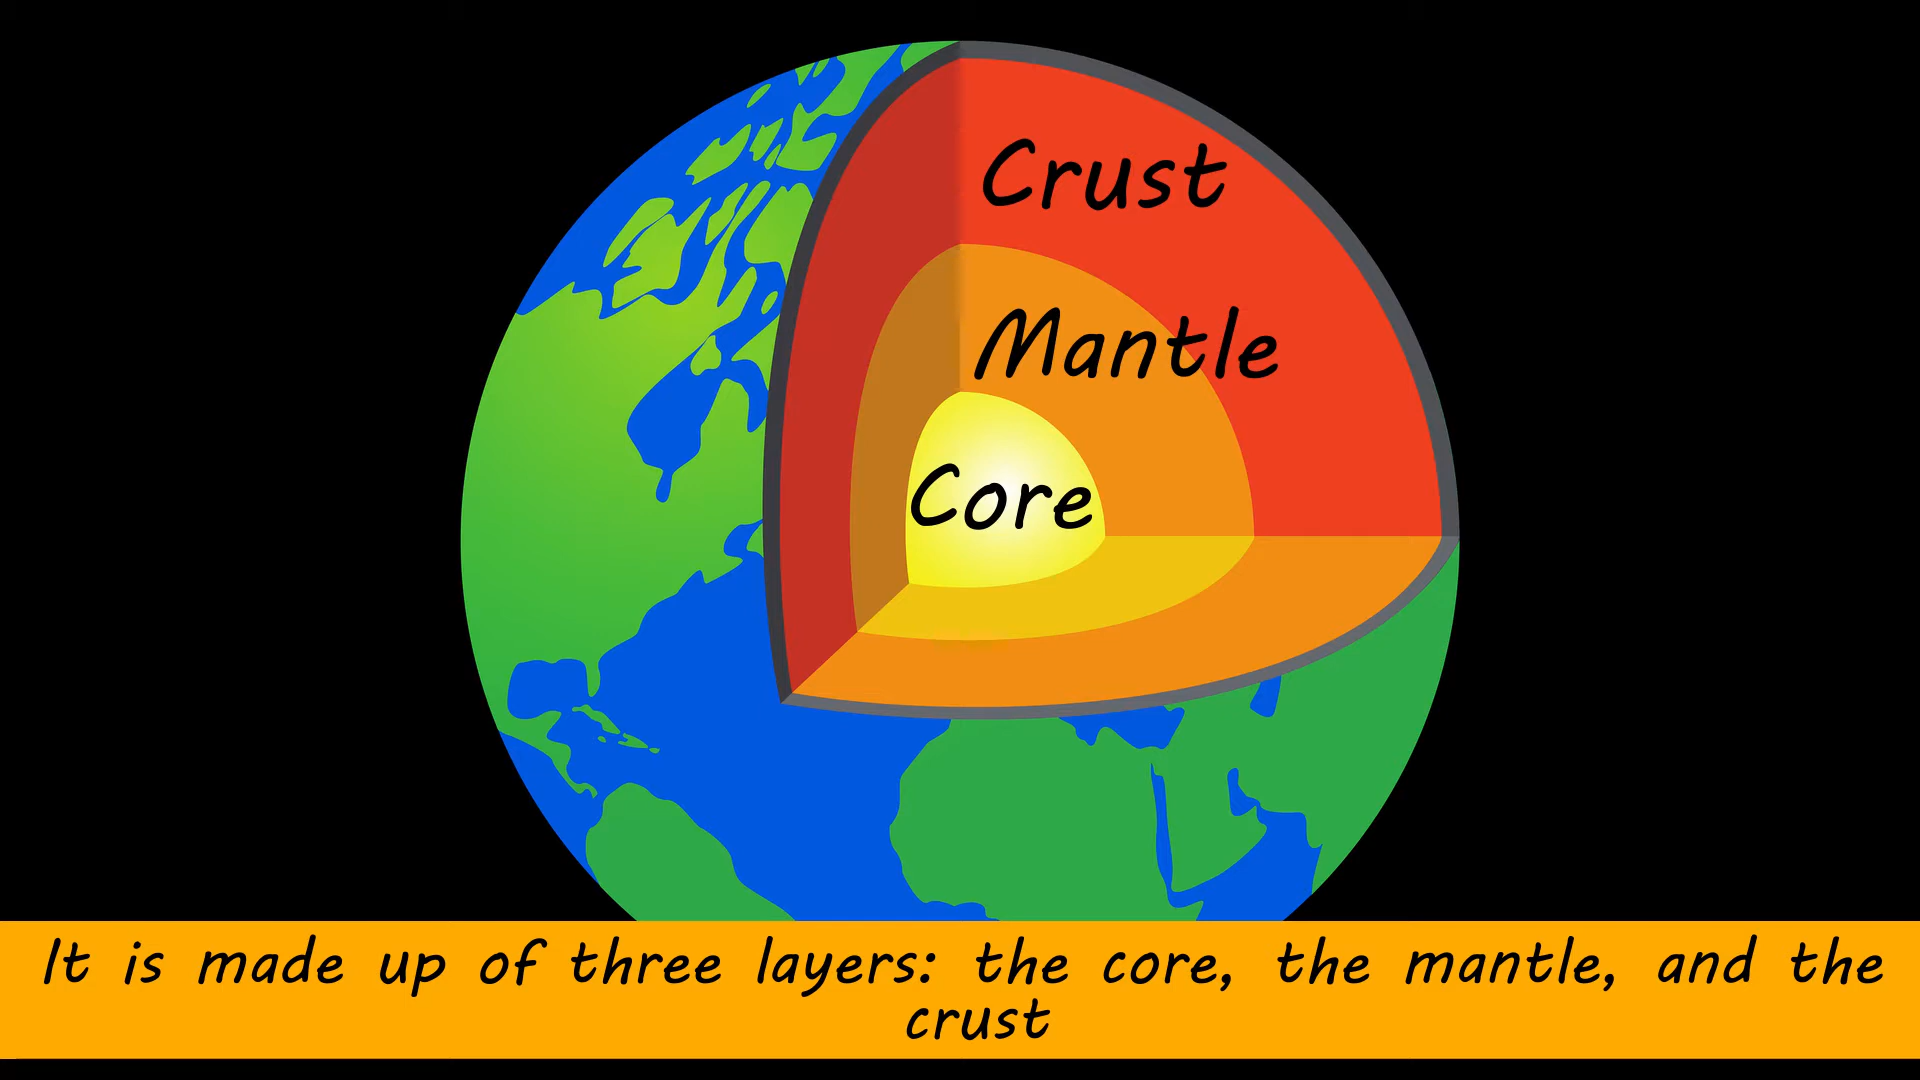 Crust
Mantle
Core
It is made up of three layers: the core, the mantle, and the
crust